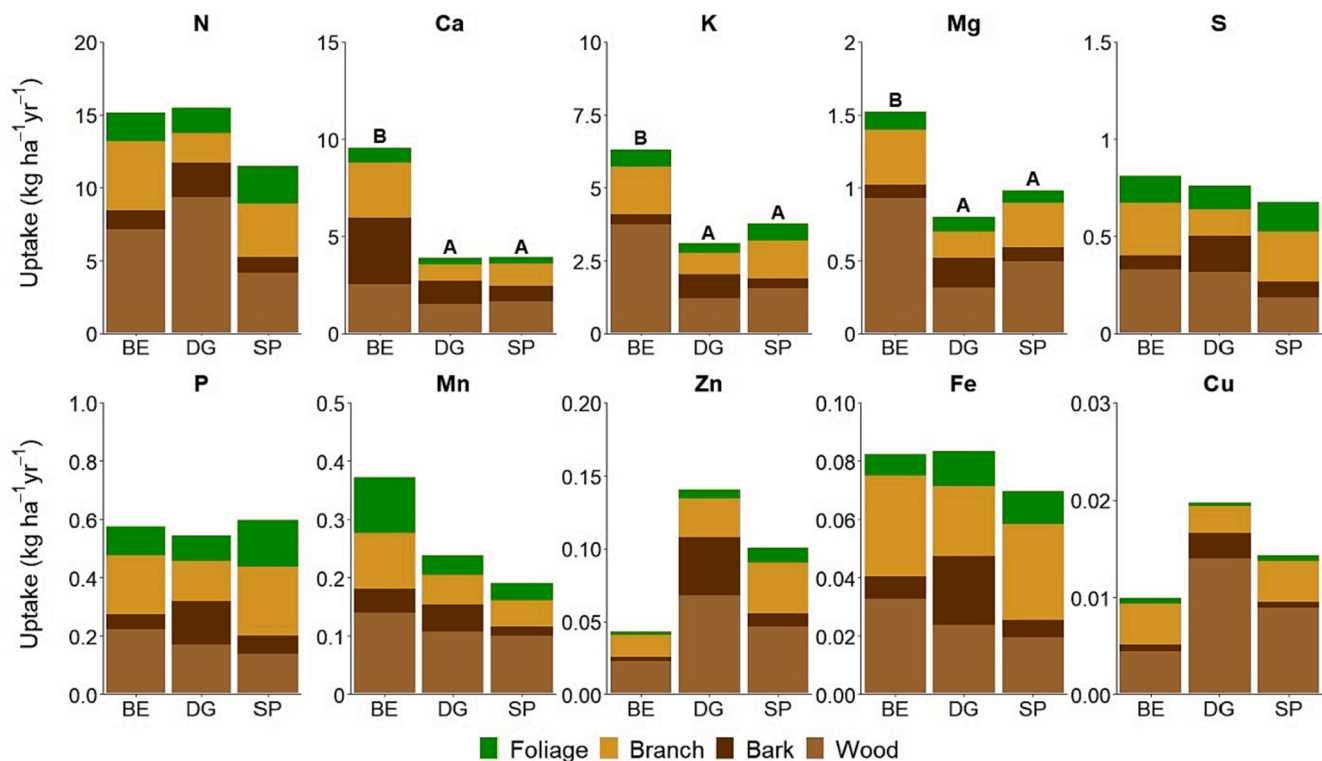 N Ca K Mg S
Uptake (kg ha⁻¹yr⁻¹)
20
15
10
5
0
BE DG SP
15
10
5
0
B
A
A
BE DG SP
10
7.5
5
2.5
0
B
A
A
BE DG SP
2
1.5
1
0.5
0
B
A
A
BE DG SP
1.5
1
0.5
0
BE DG SP
P Mn Zn Fe Cu
Uptake (kg ha⁻¹yr⁻¹)
1.0
0.8
0.6
0.4
0.2
0.0
BE DG SP
0.5
0.4
0.3
0.2
0.1
0
BE DG SP
0.20
0.15
0.10
0.05
0.00
BE DG SP
0.10
0.08
0.06
0.04
0.02
0.00
BE DG SP
0.03
0.02
0.01
0.00
BE DG SP
Foliage Branch Bark Wood